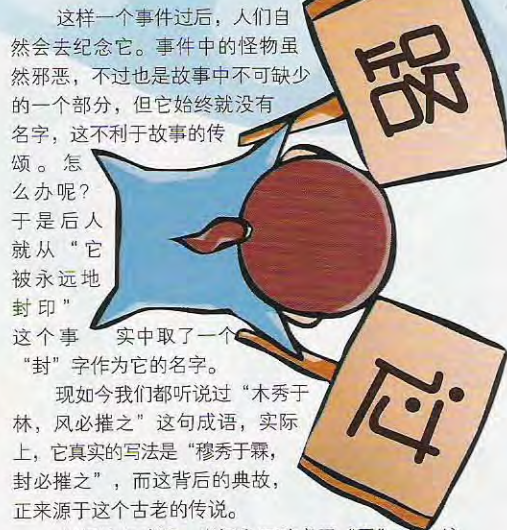 这样一个事件过后，人们自
然会去纪念它。事件中的怪物虽
然邪恶，不过也是故事中不可缺少
的一个部分，但它始终就没有
名字，这不利于故事的传
颂。怎
么办呢？
于是后人
就从“它
被永远地
封印”
这个事 实中取了一个
“封”字作为它的名字。
现如今我们都听说过“木秀于
林，风必摧之”这句成语，实际
上，它真实的写法是“穆秀于霖，
封必摧之”，而这背后的典故，
正来源于这个古老的传说。
路
过